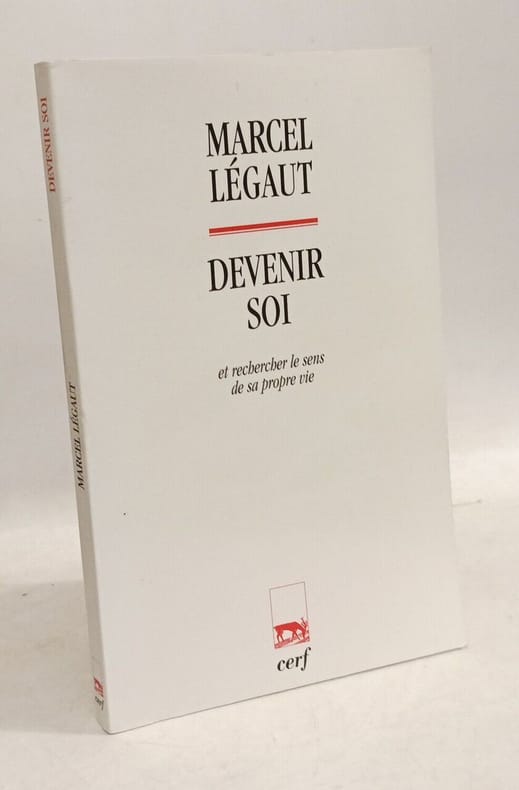 MARCEL
LÉGAUT
DEVENIR
SOI
et rechercher le sens
de sa propre vie
cerf
DEVENIR SOI
MARCEL LÉGAUT
cerf